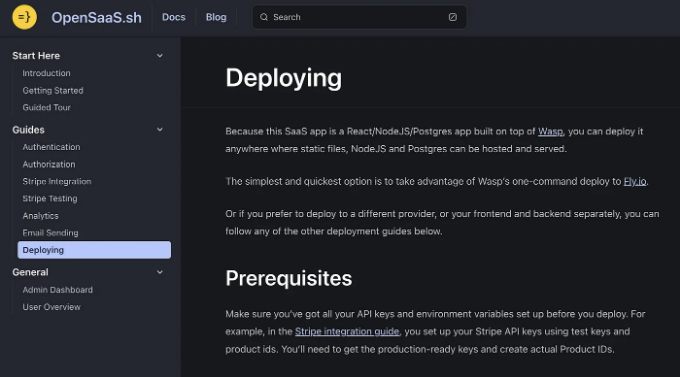 =} OpenSaaS.sh Docs Blog Search
Start Here
Introduction
Getting Started
Guided Tour
Guides
Authentication
Authorization
Stripe Integration
Stripe Testing
Analytics
Email Sending
Deploying
General
Admin Dashboard
User Overview
Deploying
Because this SaaS app is a React/NodeJS/Postgres app built on top of Wasp, you can deploy it
anywhere where static files, NodeJS and Postgres can be hosted and served.
The simplest and quickest option is to take advantage of Wasp's one-command deploy to Fly.io.
Or if you prefer to deploy to a different provider, or your frontend and backend separately, you can
follow any of the other deployment guides below.
Prerequisites
Make sure you've got all your API keys and environment variables set up before you deploy. For
example, in the Stripe integration guide, you set up your Stripe API keys using test keys and
product ids. You'll need to get the production-ready keys and create actual Product IDs.